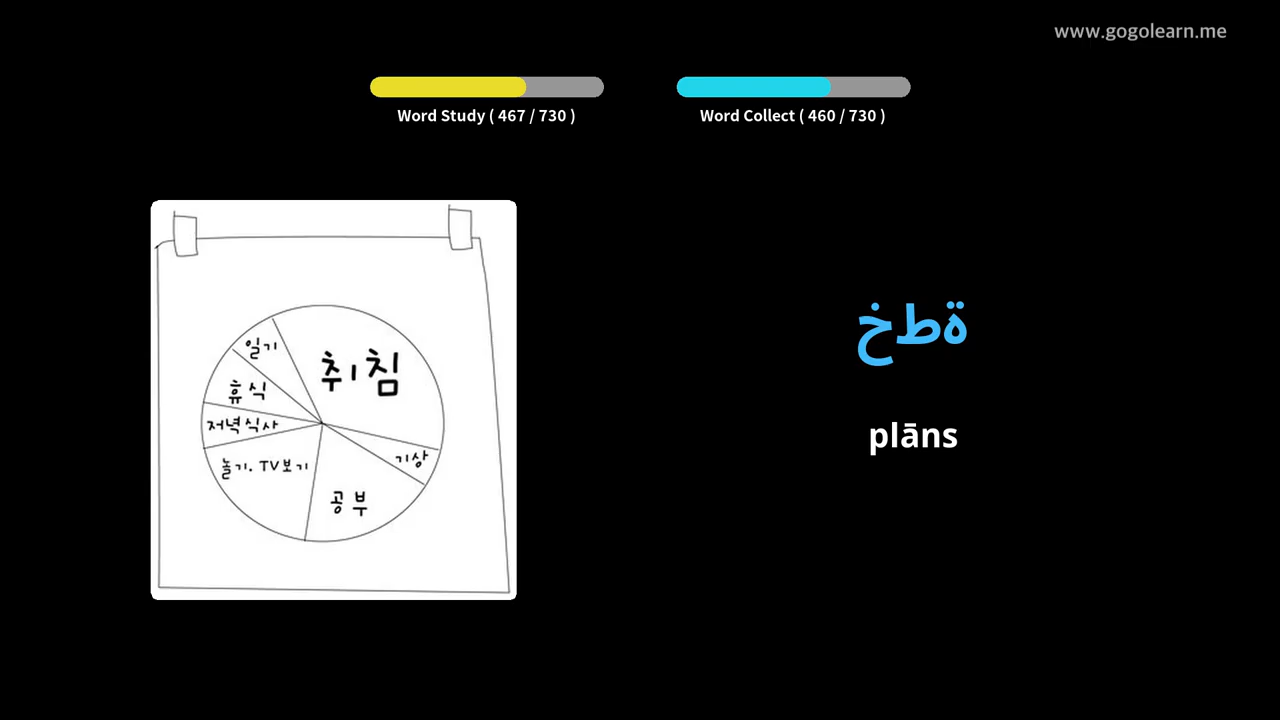 www.gogolearn.me
Word Study ( 467 / 730 )
Word Collect ( 460 / 730 )
일기
취침
휴식
저녁식사
기상
놀기. TV보기
공부
ةطخ
plāns